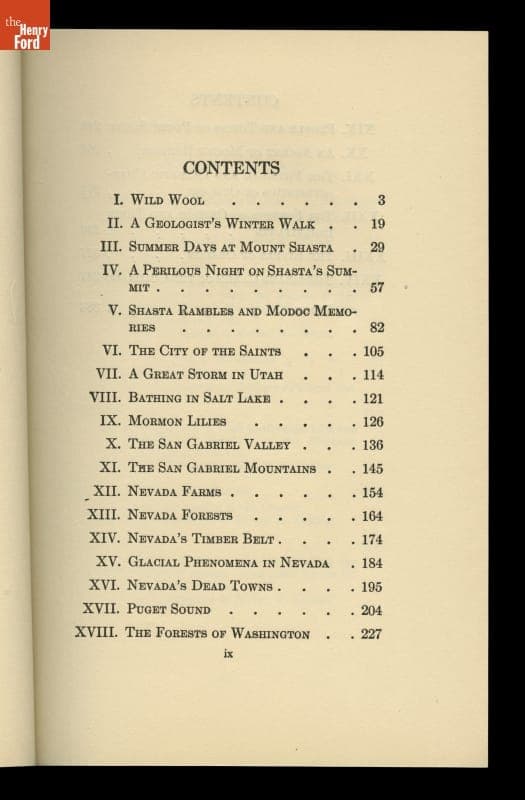 the
Henry
Ford
CONTENTS
I. Wild Wool . . . . . . 3
II. A Geologist's Winter Walk . . 19
III. Summer Days at Mount Shasta . 29
IV. A Perilous Night on Shasta's Sum-
mit . . . . . . . . . 57
V. Shasta Rambles and Modoc Memo-
ries . . . . . . . . 82
VI. The City of the Saints . . . 105
VII. A Great Storm in Utah . . . 114
VIII. Bathing in Salt Lake . . . . 121
IX. Mormon Lilies . . . . . 126
X. The San Gabriel Valley . . . 136
XI. The San Gabriel Mountains . . 145
XII. Nevada Farms . . . . . . 154
XIII. Nevada Forests . . . . . 164
XIV. Nevada's Timber Belt . . . . 174
XV. Glacial Phenomena in Nevada . 184
XVI. Nevada's Dead Towns . . . . 195
XVII. Puget Sound . . . . . . 204
XVIII. The Forests of Washington . . 227
ix